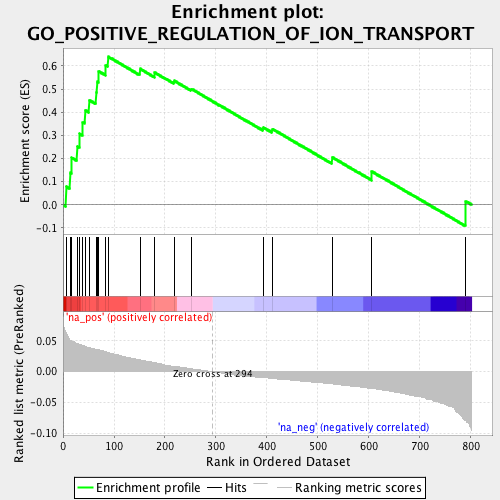 Enrichment plot:
GO_POSITIVE_REGULATION_OF_ION_TRANSPORT
Enrichment score (ES)
0.6
0.5
0.4
0.3
0.2
0.1
0.0
-0.1
'na_pos' (positively correlated)
Ranked list metric (PreRanked)
0.05
0.00
-0.05
-0.10
Zero cross at 294
'na_neg' (negatively correlated)
0 100 200 300 400 500 600 700 800
Rank in Ordered Dataset
Enrichment profile Hits Ranking metric scores